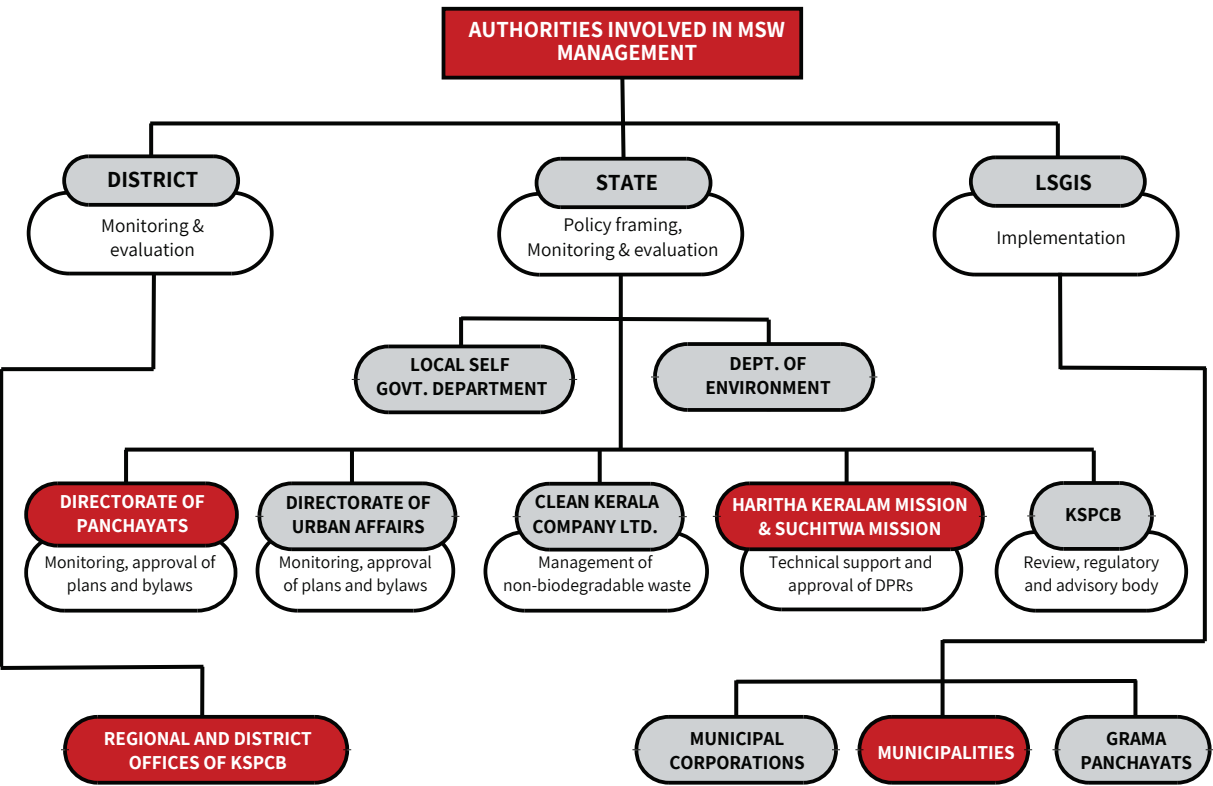 AUTHORITIES INVOLVED IN MSW
MANAGEMENT
DISTRICT
Monitoring &
evaluation
STATE
Policy framing,
Monitoring & evaluation
LSGIS
Implementation
LOCAL SELF
GOVT. DEPARTMENT
DEPT. OF
ENVIRONMENT
DIRECTORATE OF
PANCHAYATS
Monitoring, approval of
plans and bylaws
DIRECTORATE OF
URBAN AFFAIRS
Monitoring, approval
of plans and bylaws
CLEAN KERALA
COMPANY LTD.
Management of
non-biodegradable waste
HARITHA KERALAM MISSION
& SUCHITWA MISSION
Technical support and
approval of DPRs
KSPCB
Review, regulatory
and advisory body
REGIONAL AND DISTRICT
OFFICES OF KSPCB
MUNICIPAL
CORPORATIONS
MUNICIPALITIES
GRAMA
PANCHAYATS